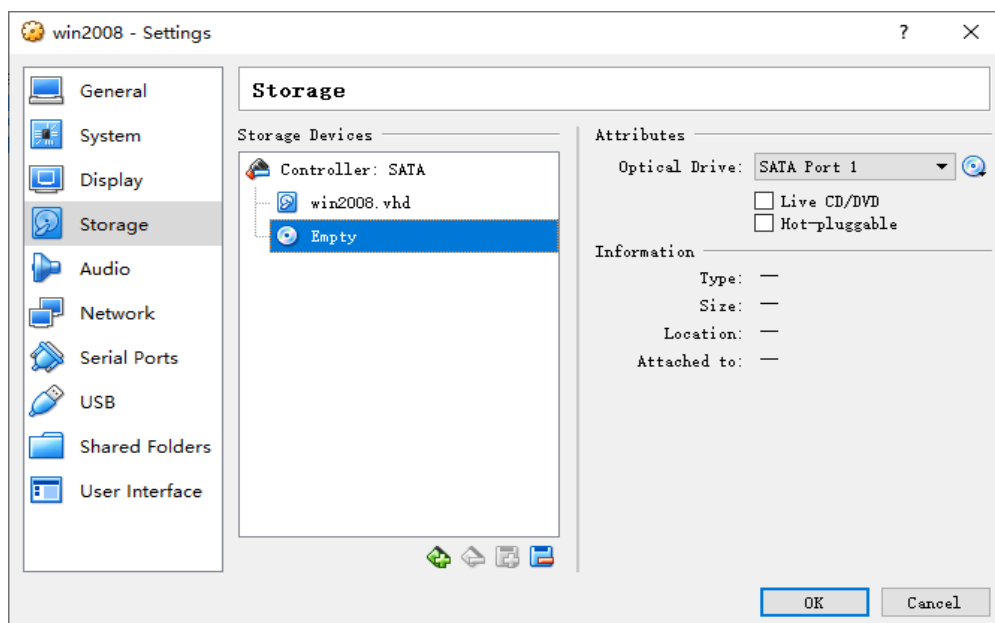 win2008 - Settings
?
General
System
Display
Storage
Audio
Network
Serial Ports
USB
Shared Folders
User Interface
Storage
Storage Devices
Controller: SATA
win2008.vhd
Empty
Attributes
Optical Drive: SATA Port 1
Live CD/DVD
Hot-pluggable
Information
Type: —
Size: —
Location: —
Attached to: —
OK
Cancel